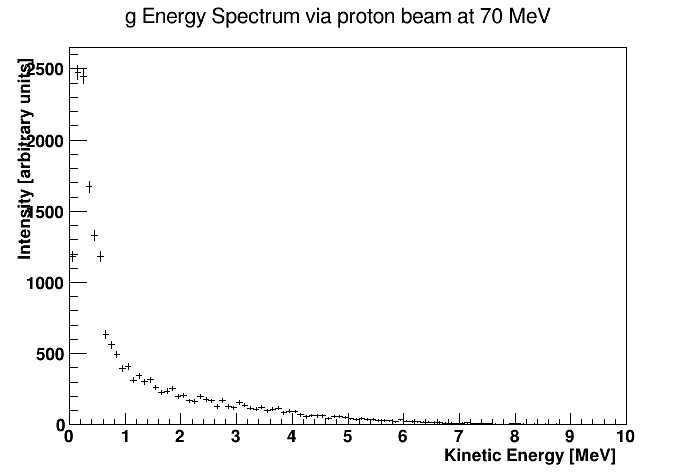 g Energy Spectrum via proton beam at 70 MeV
Intensity [arbitrary units]
2500
2000
1500
1000
500
0
0 1 2 3 4 5 6 7 8 9 10
Kinetic Energy [MeV]